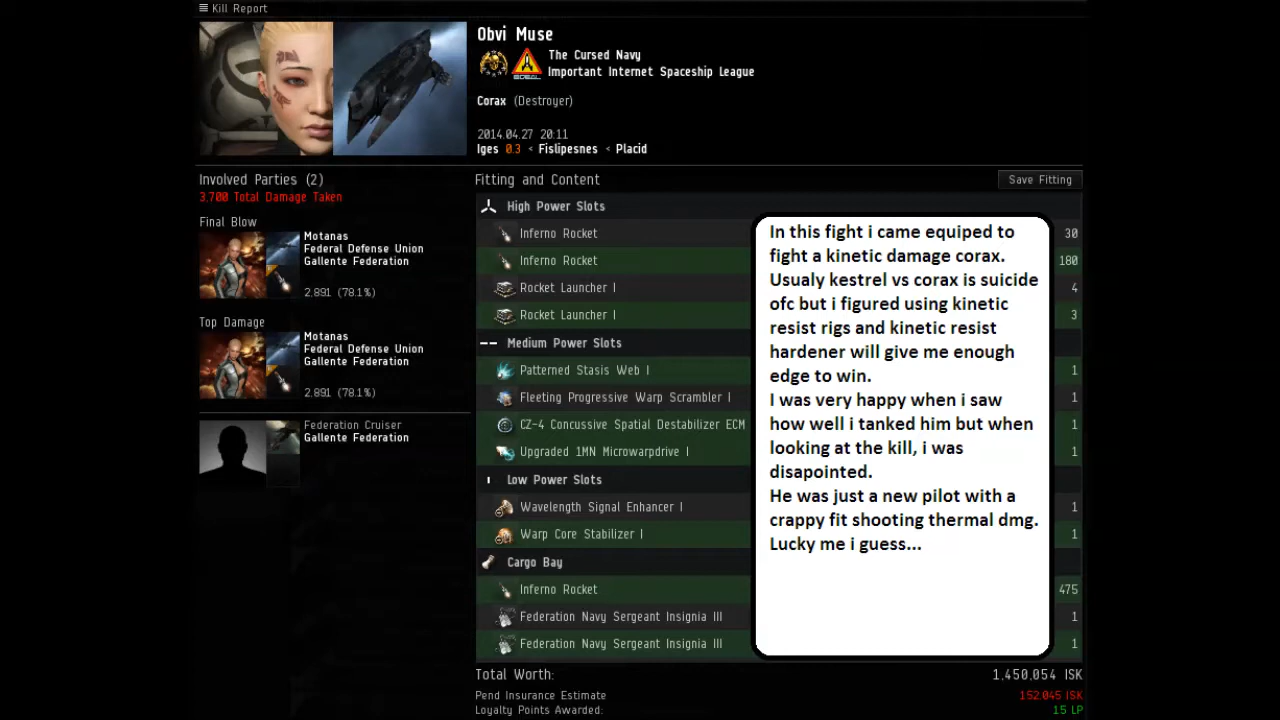 Kill Report
Obvi Muse
The Cursed Navy
Important Internet Spaceship League
Corax (Destroyer)
2014.04.27 20:11
Iges 0.3 < Fislipesnes < Placid
Involved Parties (2)
3,700 Total Damage Taken
Final Blow
Motanas
Federal Defense Union
Gallente Federation
2,891 (78.1%)
Top Damage
Motanas
Federal Defense Union
Gallente Federation
2,891 (78.1%)
Federation Cruiser
Gallente Federation
Fitting and Content
Save Fitting
High Power Slots
Inferno Rocket 30
Inferno Rocket 180
Rocket Launcher I 4
Rocket Launcher I 3
Medium Power Slots
Patterned Stasis Web I 1
Fleeting Progressive Warp Scrambler I 1
CZ-4 Concussive Spatial Destabilizer ECM 1
Upgraded 1MN Microwarpdrive I 1
Low Power Slots
Wavelength Signal Enhancer I 1
Warp Core Stabilizer I 1
Cargo Bay
Inferno Rocket 475
Federation Navy Sergeant Insignia III 1
Federation Navy Sergeant Insignia III 1
In this fight i came equiped to
fight a kinetic damage corax.
Usualy kestrel vs corax is suicide
ofc but i figured using kinetic
resist rigs and kinetic resist
hardener will give me enough
edge to win.
I was very happy when i saw
how well i tanked him but when
looking at the kill, i was
disapointed.
He was just a new pilot with a
crappy fit shooting thermal dmg.
Lucky me i guess...
Total Worth: 1,450,054 ISK
Pend Insurance Estimate 152,045 ISK
Loyalty Points Awarded: 15 LP